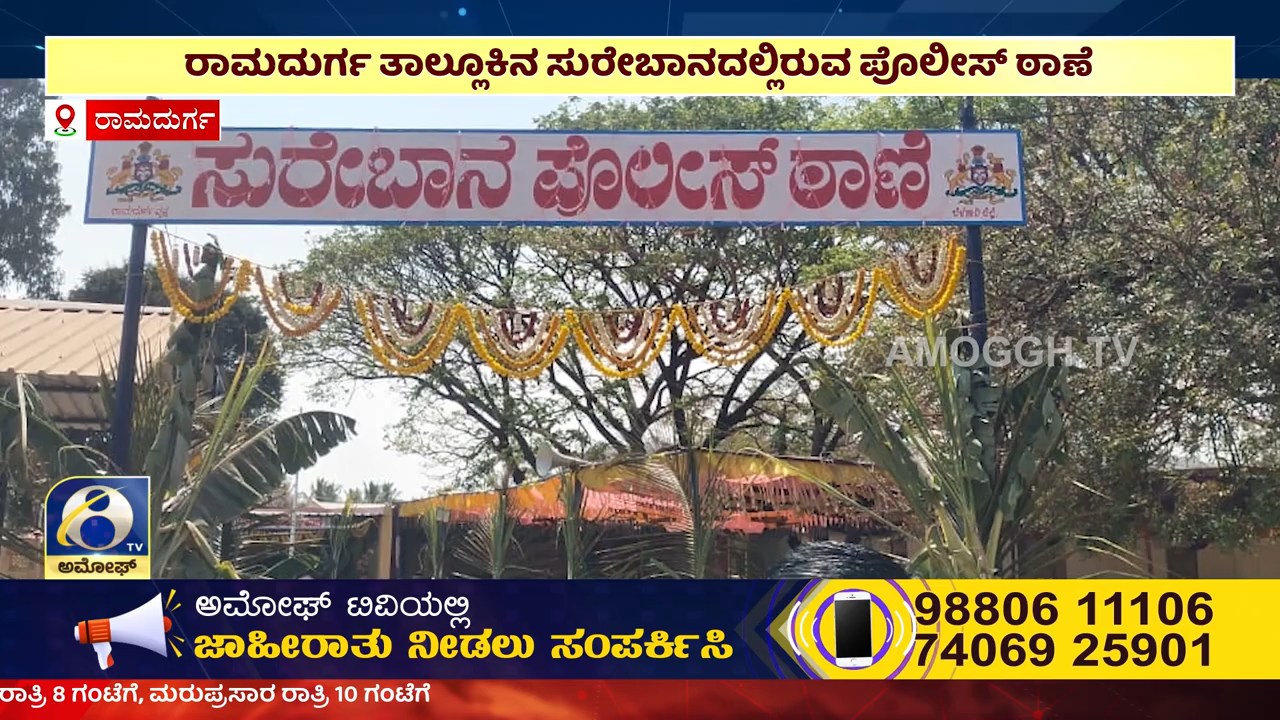 ರಾಮದುರ್ಗ ತಾಲ್ಲೂಕಿನ ಸುರೇಬಾನದಲ್ಲಿರುವ ಪೊಲೀಸ್ ಠಾಣೆ
ರಾಮದುರ್ಗ
ಸುರೇಬಾನ ಪೊಲೀಸ್ ಠಾಣೆ
AMOGGH TV
TV
ಅಮೋಘ್
ಅಮೋಘ್ ಟಿವಿಯಲ್ಲಿ
ಜಾಹೀರಾತು ನೀಡಲು ಸಂಪರ್ಕಿಸಿ
98806 11106
74069 25901
ರಾತ್ರಿ 8 ಗಂಟೆಗೆ, ಮರುಪ್ರಸಾರ ರಾತ್ರಿ 10 ಗಂಟೆಗೆ